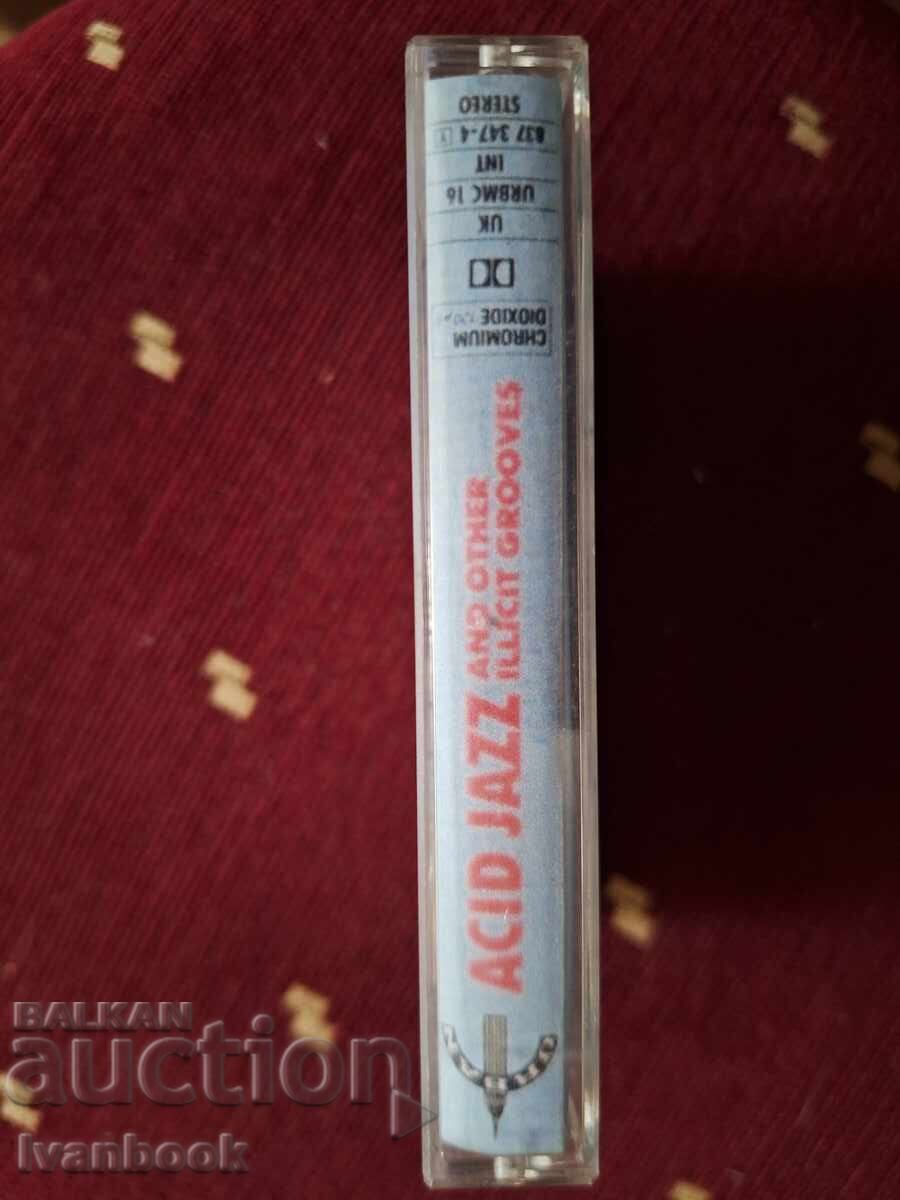 STEREO
837 347-4
INT
URBMC 16
UK
CHROMIUM
DIOXIDE
ACID JAZZ
AND OTHER
ILLICIT GROOVES
URBAN
BALKAN
auction
Ivanbook